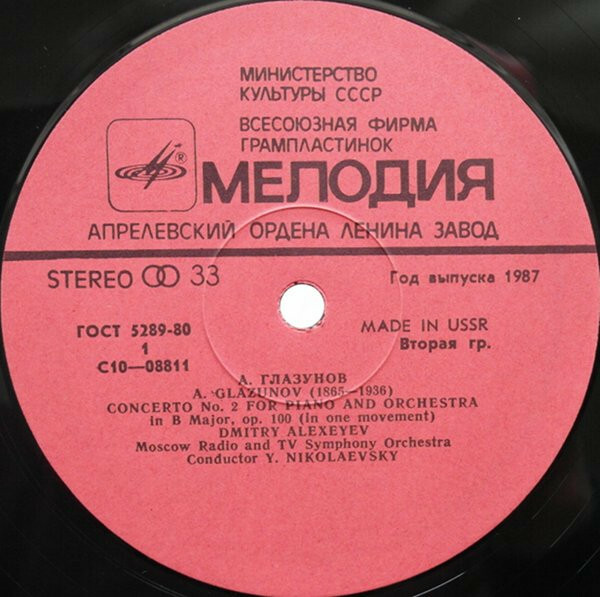 МИНИСТЕРСТВО
КУЛЬТУРЫ СССР
ВСЕСОЮЗНАЯ ФИРМА
ГРАМПЛАСТИНОК
®
МЕЛОДИЯ
АПРЕЛЕВСКИЙ ОРДЕНА ЛЕНИНА ЗАВОД
STEREO 33
Год выпуска 1987
ГОСТ 5289-80
MADE IN USSR
1
Вторая гр.
С10—08811
А. ГЛАЗУНОВ
A. GLAZUNOV (1865—1936)
CONCERTO No. 2 FOR PIANO AND ORCHESTRA
in B Major, op. 100 (in one movement)
DMITRY ALEXEYEV
Moscow Radio and TV Symphony Orchestra
Conductor Y. NIKOLAEVSKY